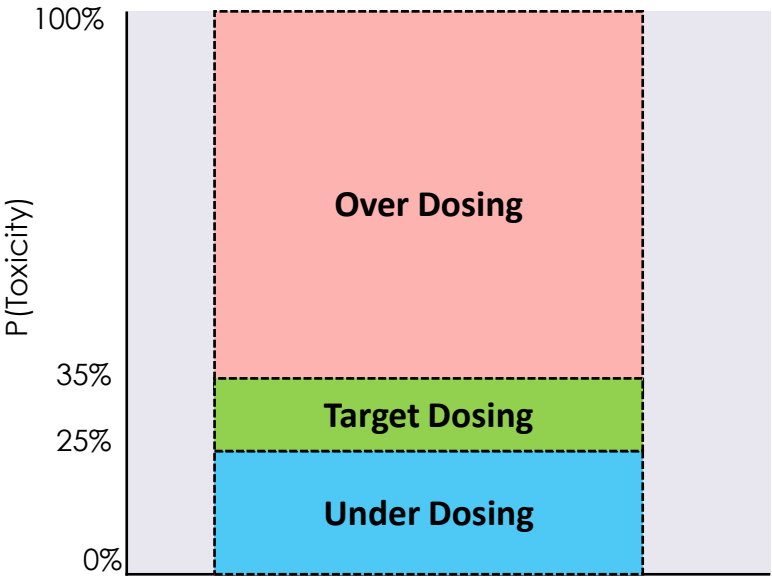 100%
Over Dosing
P(Toxicity)
35%
Target Dosing
25%
Under Dosing
0%